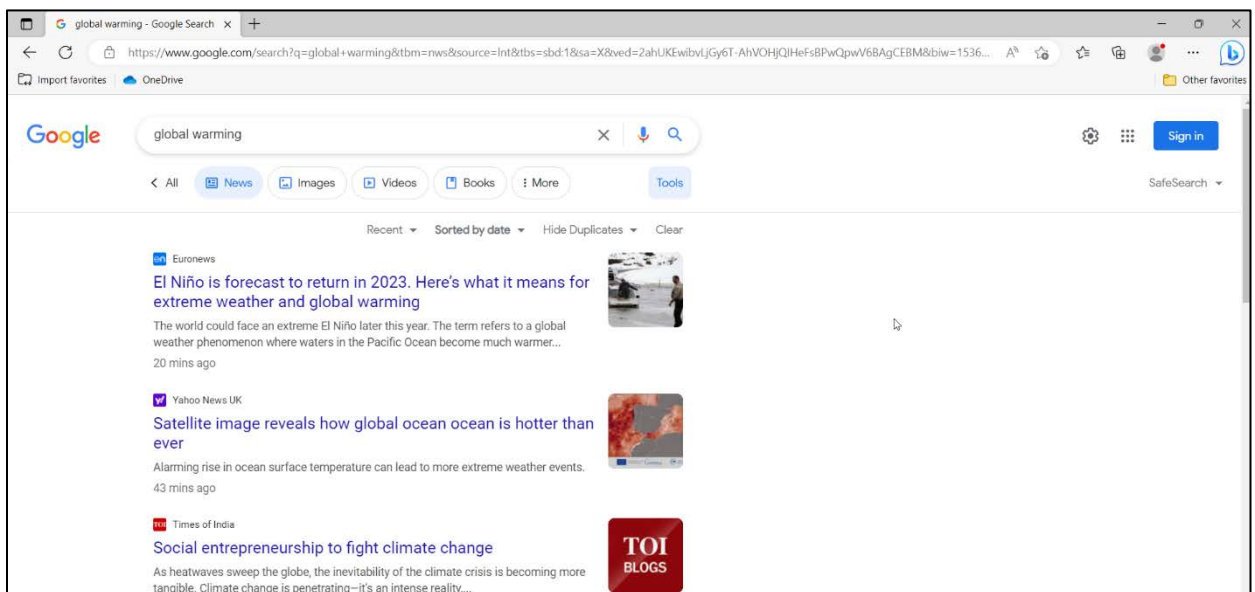 global warming - Google Search
https://www.google.com/search?q=global+warming&tbm=nws&source=lnt&tbs=sbd:1&sa=X&ved=2ahUKEwibvLjGy6T-AhVOHjQIHeFsBPwQpwV6BAgCEBM&biw=1536...
Import favorites OneDrive Other favorites
Google global warming Sign in
All News Images Videos Books More Tools SafeSearch
Recent Sorted by date Hide Duplicates Clear
Euronews
El Niño is forecast to return in 2023. Here's what it means for
extreme weather and global warming
The world could face an extreme El Niño later this year. The term refers to a global
weather phenomenon where waters in the Pacific Ocean become much warmer...
20 mins ago
Yahoo News UK
Satellite image reveals how global ocean ocean is hotter than
ever
Alarming rise in ocean surface temperature can lead to more extreme weather events.
43 mins ago
Times of India
Social entrepreneurship to fight climate change
TOI
BLOGS
As heatwaves sweep the globe, the inevitability of the climate crisis is becoming more
tangible. Climate change is penetrating—it's an intense reality....